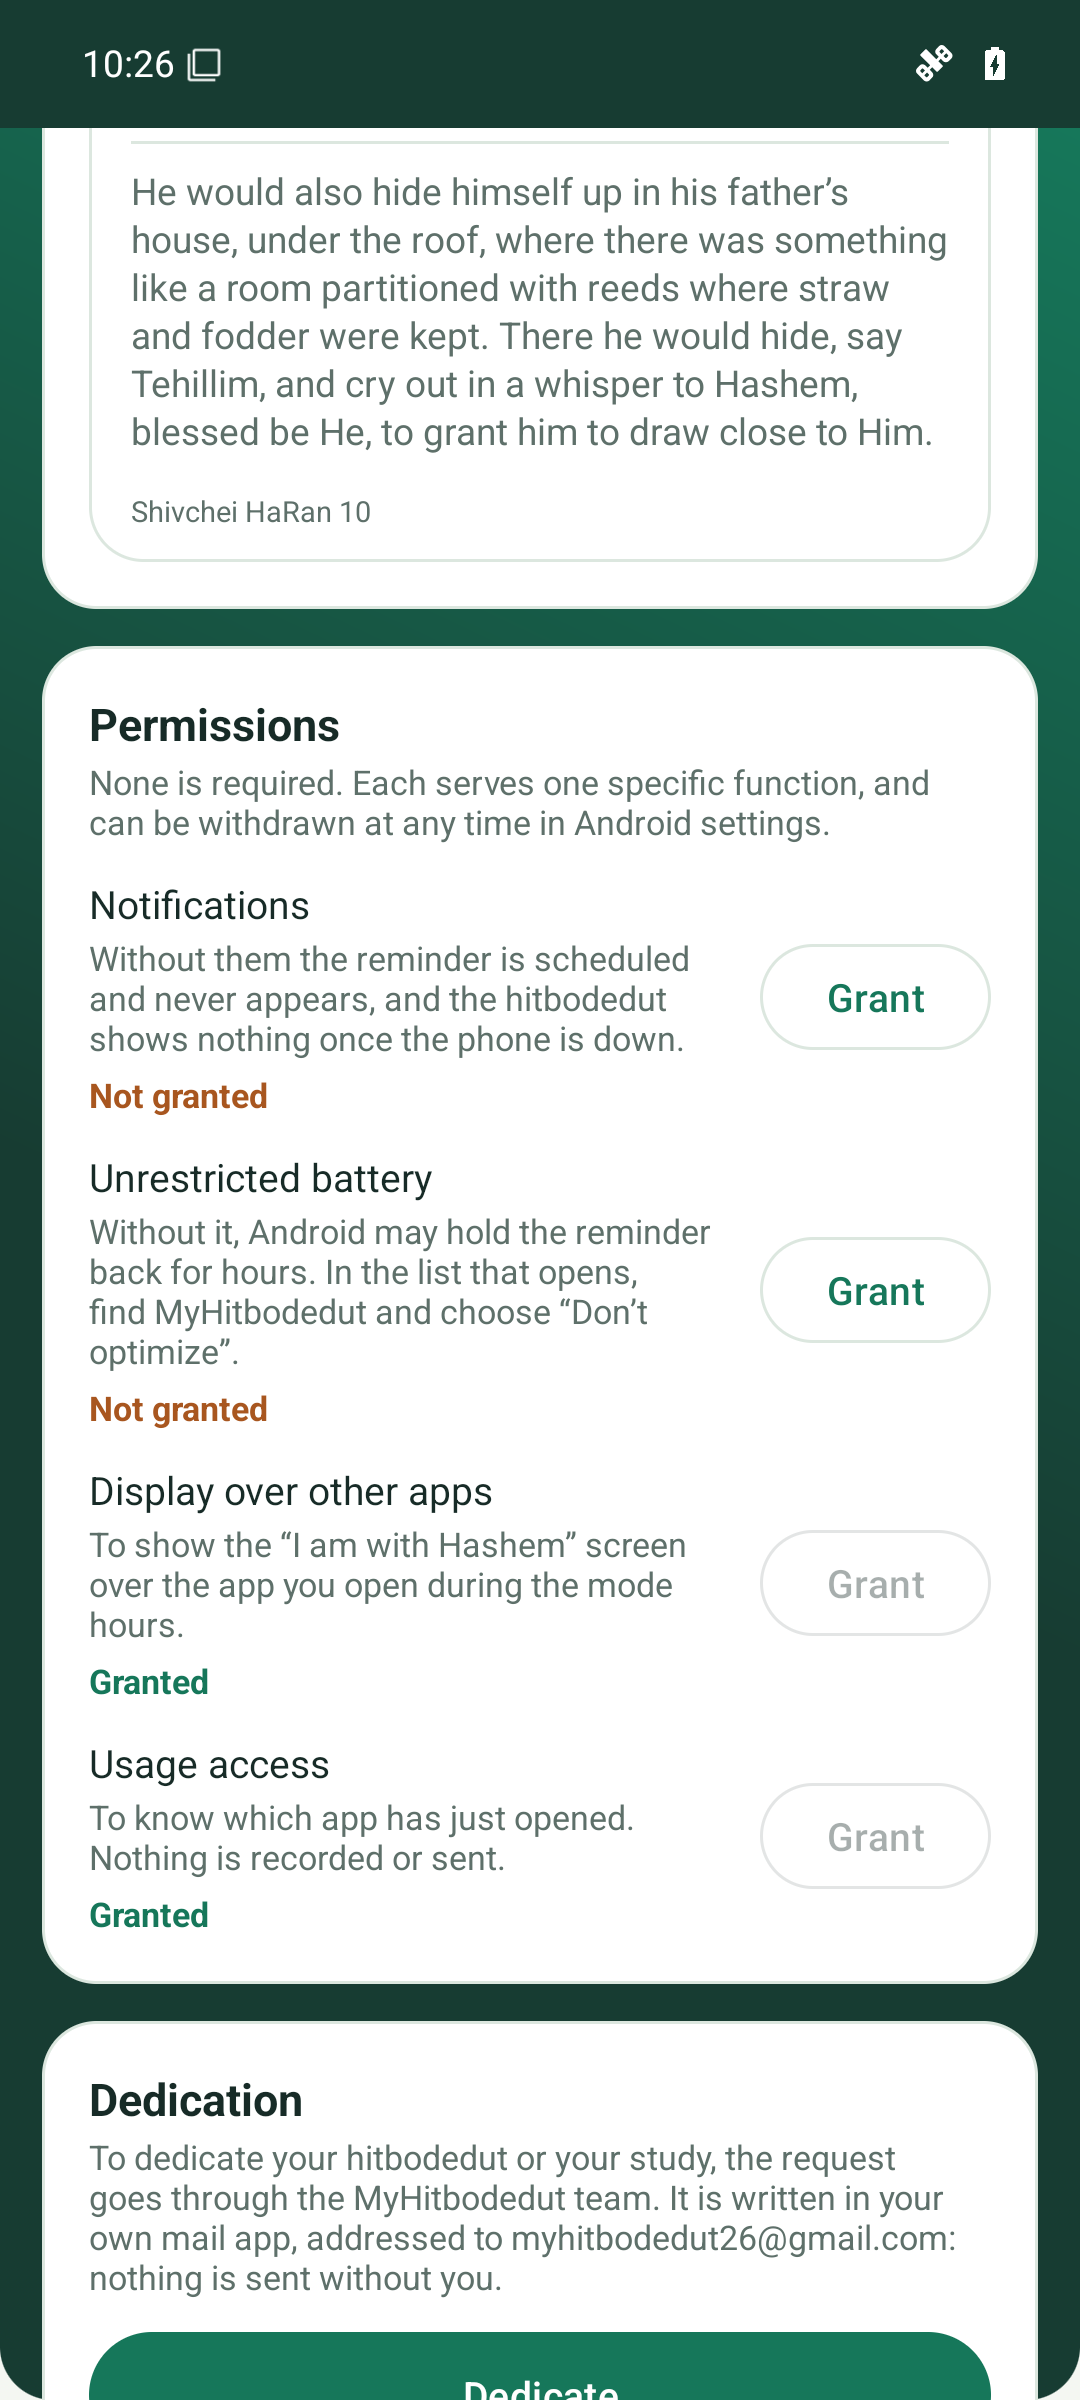 10:26
He would also hide himself up in his father’s
house, under the roof, where there was something
like a room partitioned with reeds where straw
and fodder were kept. There he would hide, say
Tehillim, and cry out in a whisper to Hashem,
blessed be He, to grant him to draw close to Him.
Shivchei HaRan 10
Permissions
None is required. Each serves one specific function, and
can be withdrawn at any time in Android settings.
Notifications
Without them the reminder is scheduled
and never appears, and the hitbodedut
shows nothing once the phone is down.
Grant
Not granted
Unrestricted battery
Without it, Android may hold the reminder
back for hours. In the list that opens,
find MyHitbodedut and choose “Don’t
optimize”.
Grant
Not granted
Display over other apps
To show the “I am with Hashem” screen
over the app you open during the mode
hours.
Grant
Granted
Usage access
To know which app has just opened.
Nothing is recorded or sent.
Grant
Granted
Dedication
To dedicate your hitbodedut or your study, the request
goes through the MyHitbodedut team. It is written in your
own mail app, addressed to myhitbodedut26@gmail.com:
nothing is sent without you.
Dedicate